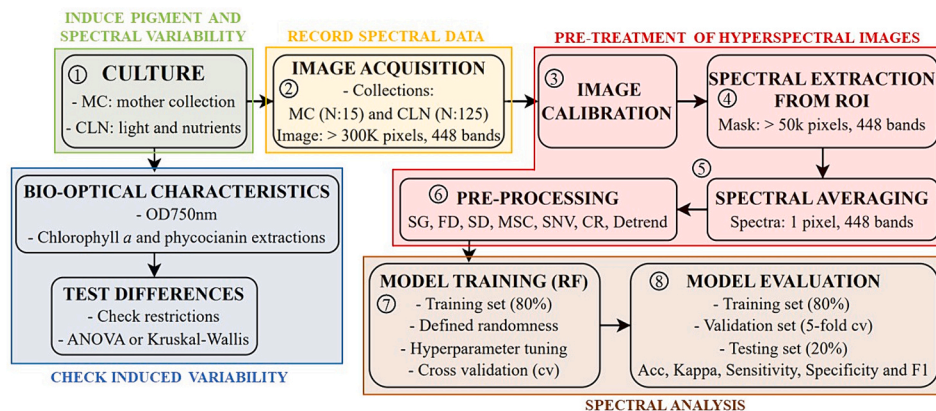 INDUCE PIGMENT AND
SPECTRAL VARIABILITY
RECORD SPECTRAL DATA
PRE-TREATMENT OF HYPERSPECTRAL IMAGES
① CULTURE
- MC: mother collection
- CLN: light and nutrients
IMAGE ACQUISITION
② - Collections:
MC (N:15) and CLN (N:125)
Image: > 300K pixels, 448 bands
③
IMAGE
CALIBRATION
SPECTRAL EXTRACTION
④ FROM ROI
Mask: > 50k pixels, 448 bands
⑤
SPECTRAL AVERAGING
Spectra: 1 pixel, 448 bands
⑥ PRE-PROCESSING
SG, FD, SD, MSC, SNV, CR, Detrend
BIO-OPTICAL CHARACTERISTICS
- OD750nm
- Chlorophyll a and phycocianin extractions
TEST DIFFERENCES
- Check restrictions
- ANOVA or Kruskal-Wallis
CHECK INDUCED VARIABILITY
MODEL TRAINING (RF)
⑦ - Training set (80%)
- Defined randomness
- Hyperparameter tuning
- Cross validation (cv)
⑧ MODEL EVALUATION
- Training set (80%)
- Validation set (5-fold cv)
- Testing set (20%)
Acc, Kappa, Sensitivity, Specificity and F1
SPECTRAL ANALYSIS